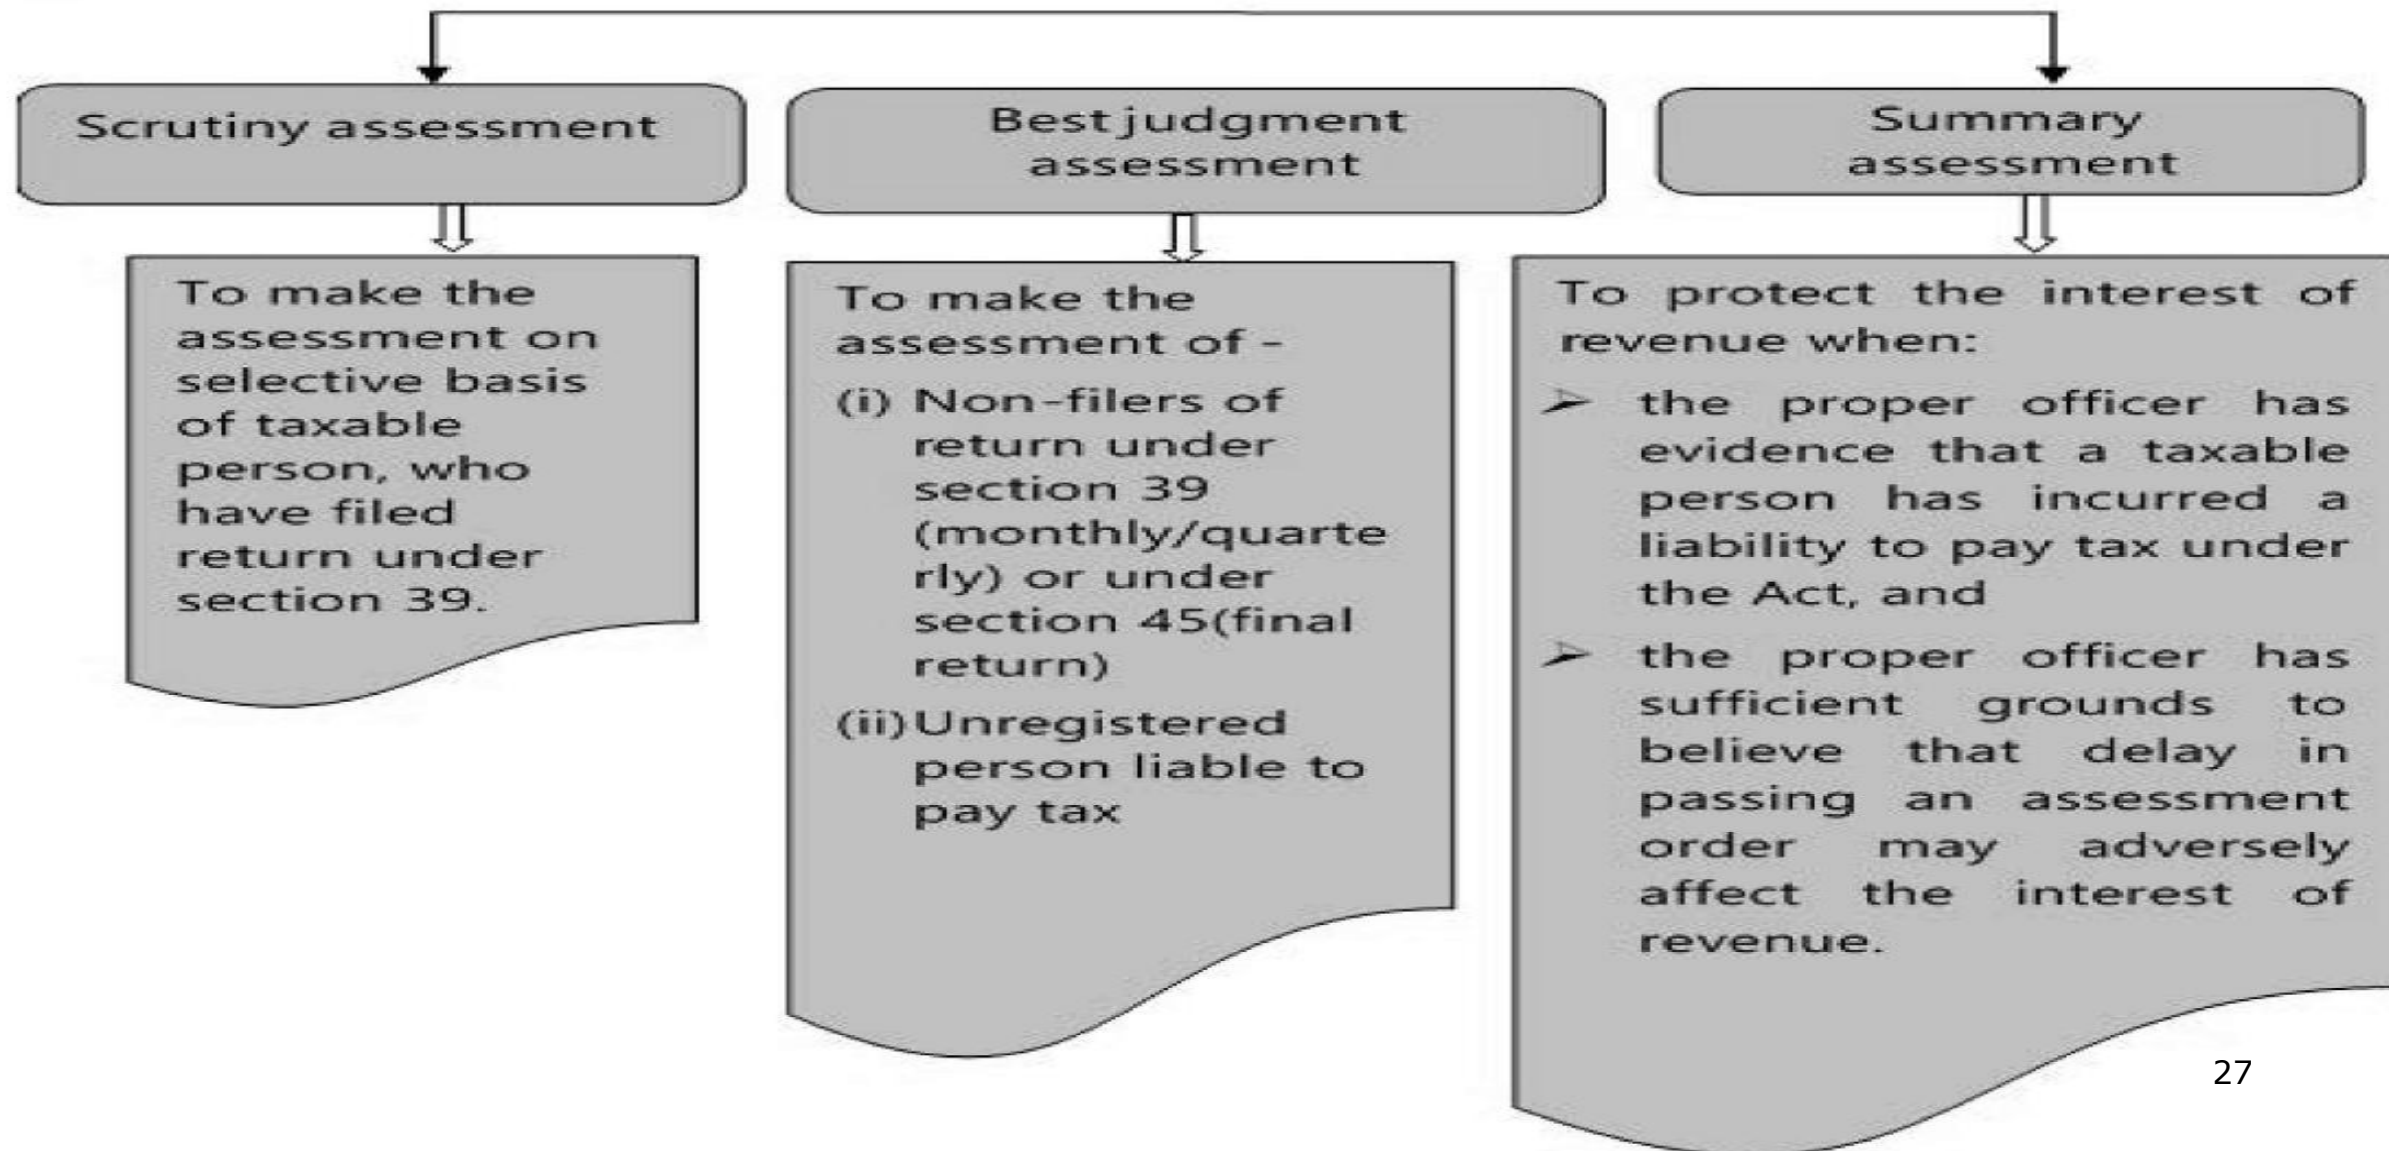 Scrutiny assessment
Best judgment
assessment
Summary
assessment
To make the
assessment on
selective basis
of taxable
person, who
have filed
return under
section 39.
To make the
assessment of -
(i) Non-filers of
return under
section 39
(monthly/quarte
rly) or under
section 45(final
return)
(ii)Unregistered
person liable to
pay tax
To protect the interest of
revenue when:
➢ the proper officer has
evidence that a taxable
person has incurred a
liability to pay tax under
the Act, and
➢ the proper officer has
sufficient grounds to
believe that delay in
passing an assessment
order may adversely
affect the interest of
revenue.
27